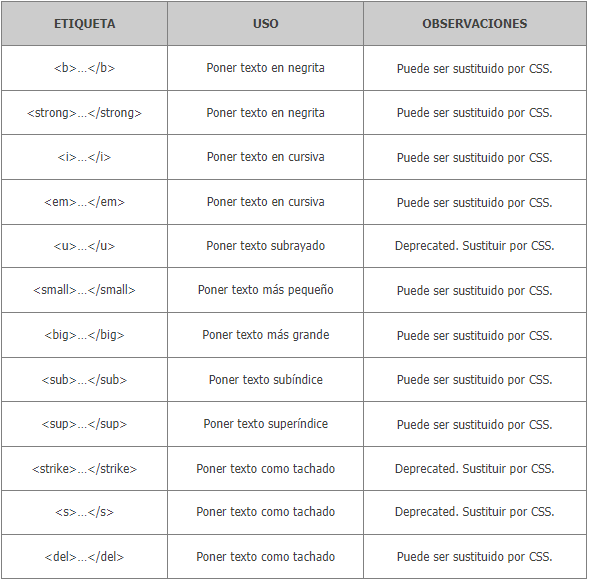 ETIQUETA USO OBSERVACIONES
<b>...</b> Poner texto en negrita Puede ser sustituido por CSS.
<strong>...</strong> Poner texto en negrita Puede ser sustituido por CSS.
<i>...</i> Poner texto en cursiva Puede ser sustituido por CSS.
<em>...</em> Poner texto en cursiva Puede ser sustituido por CSS.
<u>...</u> Poner texto subrayado Deprecated. Sustituir por CSS.
<small>...</small> Poner texto más pequeño Puede ser sustituido por CSS.
<big>...</big> Poner texto más grande Puede ser sustituido por CSS.
<sub>...</sub> Poner texto subíndice Puede ser sustituido por CSS.
<sup>...</sup> Poner texto superíndice Puede ser sustituido por CSS.
<strike>...</strike> Poner texto como tachado Deprecated. Sustituir por CSS.
<s>...</s> Poner texto como tachado Deprecated. Sustituir por CSS.
<del>...</del> Poner texto como tachado Puede ser sustituido por CSS.